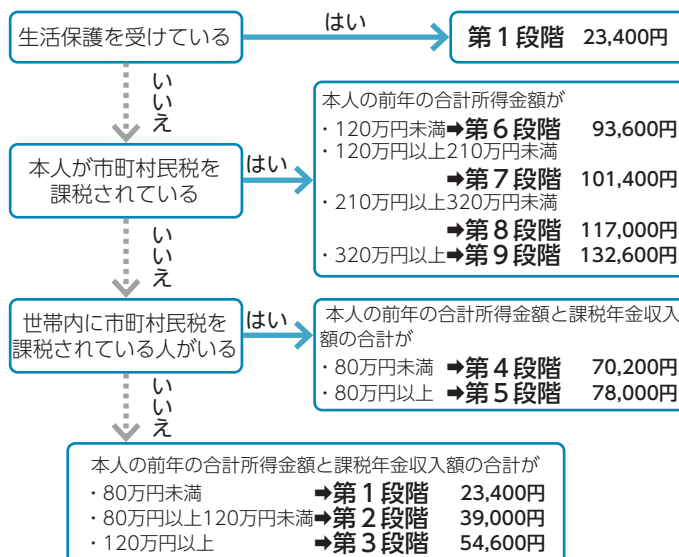 生活保護を受けている
はい
第1段階 23,400円
いいえ
本人が市町村民税を
課税されている
はい
本人の前年の合計所得金額が
・120万円未満➡第6段階 93,600円
・120万円以上210万円未満
➡第7段階 101,400円
・210万円以上320万円未満
➡第8段階 117,000円
・320万円以上➡第9段階 132,600円
いいえ
世帯内に市町村民税を
課税されている人がいる
はい
本人の前年の合計所得金額と課税年金収入
額の合計が
・80万円未満 ➡第4段階 70,200円
・80万円以上 ➡第5段階 78,000円
いいえ
本人の前年の合計所得金額と課税年金収入額の合計が
・80万円未満 ➡第1段階 23,400円
・80万円以上120万円未満➡第2段階 39,000円
・120万円以上 ➡第3段階 54,600円